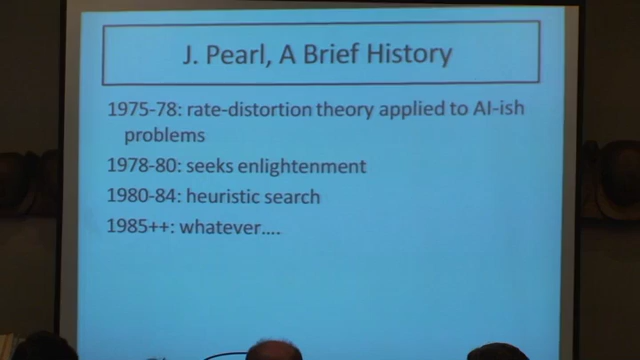 J. Pearl, A Brief History
1975-78: rate-distortion theory applied to AI-ish
problems
1978-80: seeks enlightenment
1980-84: heuristic search
1985++: whatever....